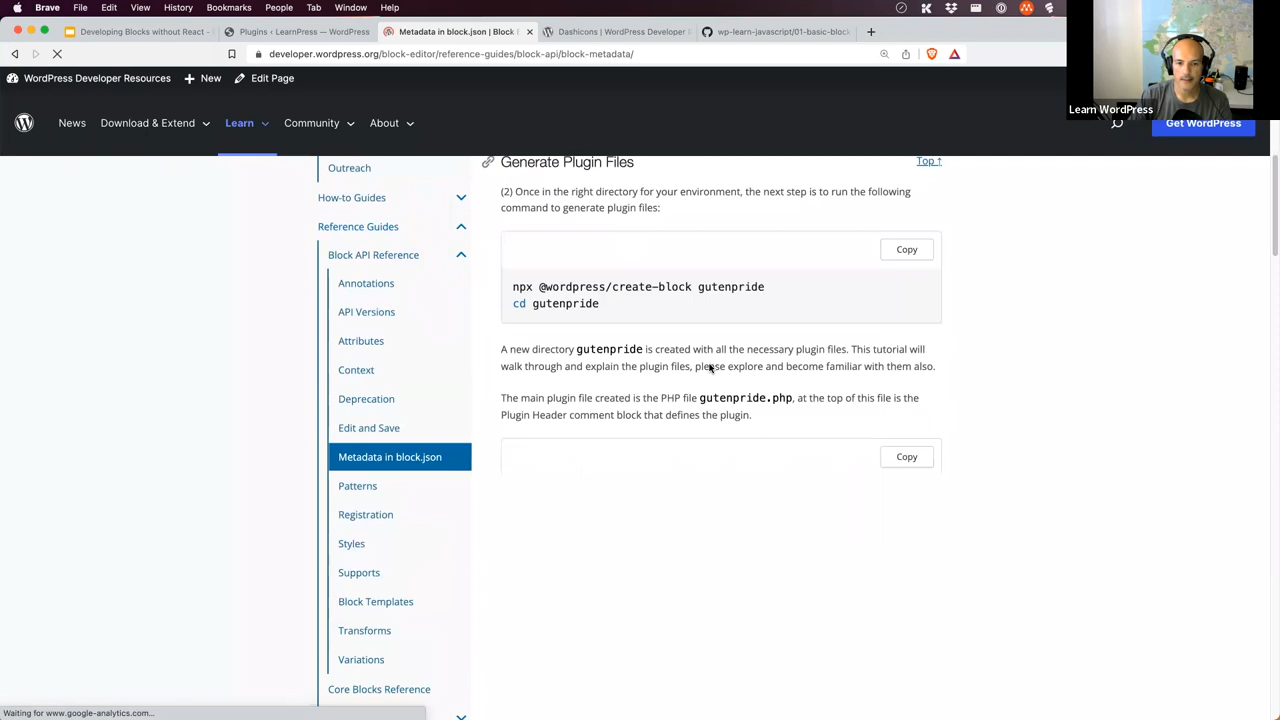 Brave File Edit View History Bookmarks People Tab Window Help
Developing Blocks without React -
Plugins ‹ LearnPress — WordPress
Metadata in block.json | Block E
Dashicons | WordPress Developer R
wp-learn-javascript/01-basic-block
developer.wordpress.org/block-editor/reference-guides/block-api/block-metadata/
WordPress Developer Resources New Edit Page
News Download & Extend Learn Community About
Get WordPress
Learn WordPress
Outreach
How-to Guides
Reference Guides
Block API Reference
Annotations
API Versions
Attributes
Context
Deprecation
Edit and Save
Metadata in block.json
Patterns
Registration
Styles
Supports
Block Templates
Transforms
Variations
Core Blocks Reference
Generate Plugin Files
Top ↑
(2) Once in the right directory for your environment, the next step is to run the following
command to generate plugin files:
Copy
npx @wordpress/create-block gutenpride
cd gutenpride
A new directory gutenpride is created with all the necessary plugin files. This tutorial will
walk through and explain the plugin files, please explore and become familiar with them also.
The main plugin file created is the PHP file gutenpride.php, at the top of this file is the
Plugin Header comment block that defines the plugin.
Copy
Waiting for www.google-analytics.com...